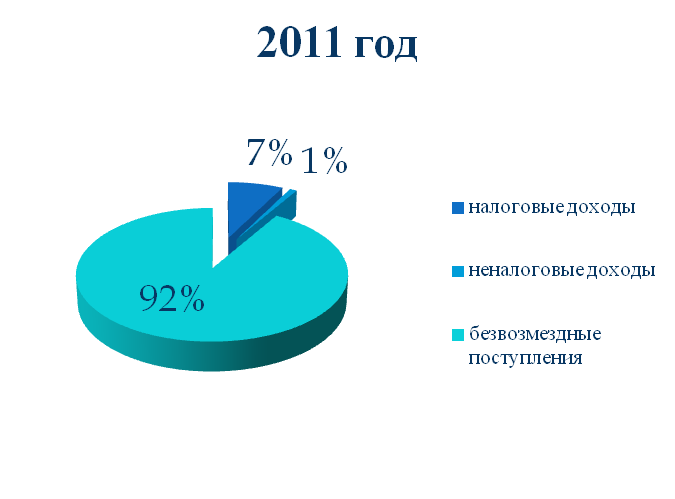 2011 год
7%
1%
92%
налоговые доходы
неналоговые доходы
безвозмездные
поступления